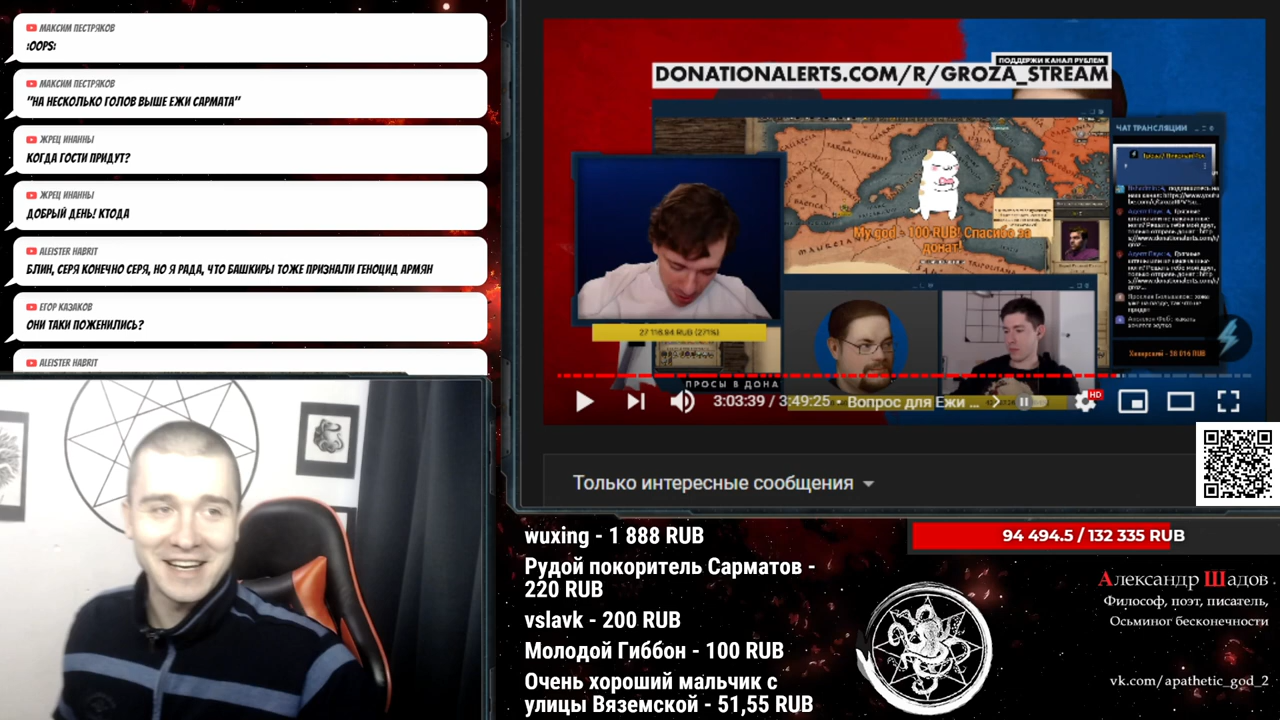 МАКСИМ ПЕСТРЯКОВ
:OOPS:
МАКСИМ ПЕСТРЯКОВ
"НА НЕСКОЛЬКО ГОЛОВ ВЫШЕ ЕЖИ САРМАТА"
ЖРЕЦ ИНАННЫ
КОГДА ГОСТИ ПРИДУТ?
ЖРЕЦ ИНАННЫ
ДОБРЫЙ ДЕНЬ! КТОДА
ALEISTER HABRIT
БЛИН, СЕРЯ КОНЕЧНО СЕРЯ, НО Я РАДА, ЧТО БАШКИРЫ ТОЖЕ ПРИЗНАЛИ ГЕНОЦИД АРМЯН
ЕГОР КАЗАКОВ
ОНИ ТАКИ ПОЖЕНИЛИСЬ?
ALEISTER HABRIT
ПОДДЕРЖИ КАНАЛ РУБЛЕМ
DONATIONALERTS.COM/R/GROZA_STREAM
ЧАТ ТРАНСЛЯЦИИ
My god - 100 RUB! Спасибо за
донат!
27 118.94 RUB (271%)
ПРОСЫ В ДОНА
3:03:39 / 3:49:25 • Вопрос для Ежи ...
HD
Только интересные сообщения
wuxing - 1 888 RUB
Рудой покоритель Сарматов -
220 RUB
vslavk - 200 RUB
Молодой Гиббон - 100 RUB
Очень хороший мальчик с
улицы Вяземской - 51,55 RUB
94 494.5 / 132 335 RUB
Александр Шадов
Философ, поэт, писатель,
Осьминог бесконечности
vk.com/apathetic_god_2